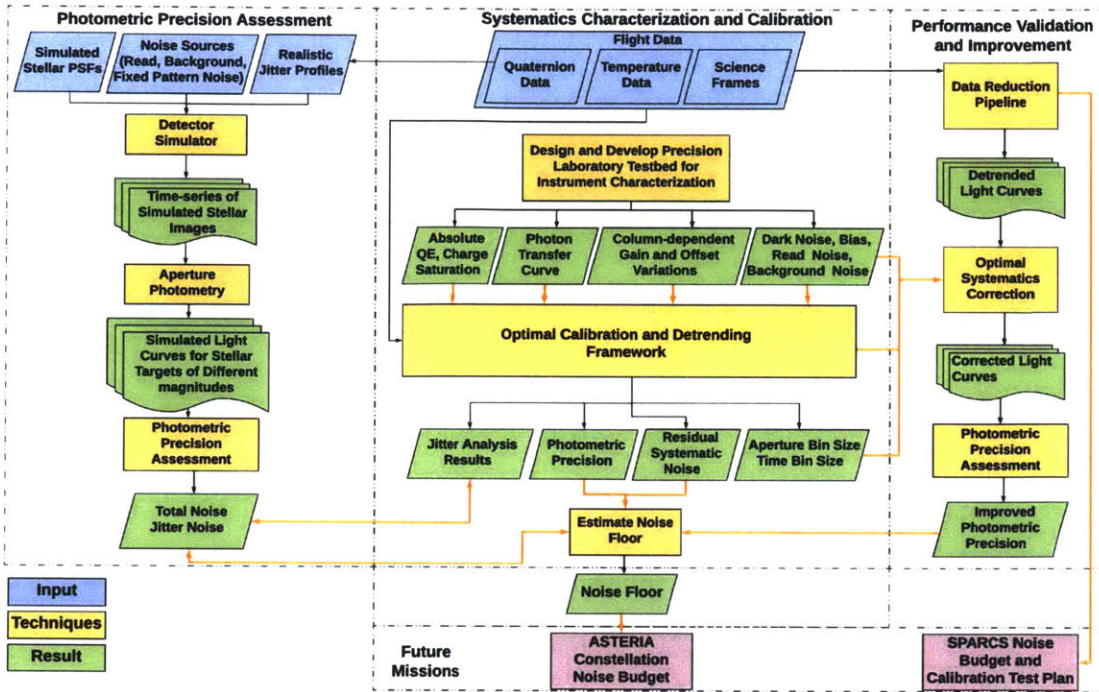 Photometric Precision Assessment
Simulated
Stellar PSFs
Noise Sources
(Read, Background,
Fixed Pattern Noise)
Realistic
Jitter Profiles
Detector
Simulator
Time-series of
Simulated Stellar
Images
Aperture
Photometry
Simulated Light
Curves for Stellar
Targets of Different
magnitudes
Photometric
Precision
Assessment
Total Noise
Jitter Noise
Input
Techniques
Result
Systematics Characterization and Calibration
Flight Data
Quaternion
Data
Temperature
Data
Science
Frames
Design and Develop Precision
Laboratory Testbed for
Instrument Characterization
Absolute
QE, Charge
Saturation
Photon
Transfer
Curve
Column-dependent
Gain and Offset
Variations
Dark Noise, Bias,
Read Noise,
Background Noise
Optimal Calibration and Detrending
Framework
Jitter Analysis
Results
Photometric
Precision
Residual
Systematic
Noise
Aperture Bin Size
Time Bin Size
Estimate Noise
Floor
Noise Floor
Performance Validation
and Improvement
Data Reduction
Pipeline
Detrended
Light Curves
Optimal
Systematics
Correction
Corrected Light
Curves
Photometric
Precision
Assessment
Improved
Photometric
Precision
Future
Missions
ASTERIA
Constellation
Noise Budget
SPARCS Noise
Budget and
Calibration Test Plan